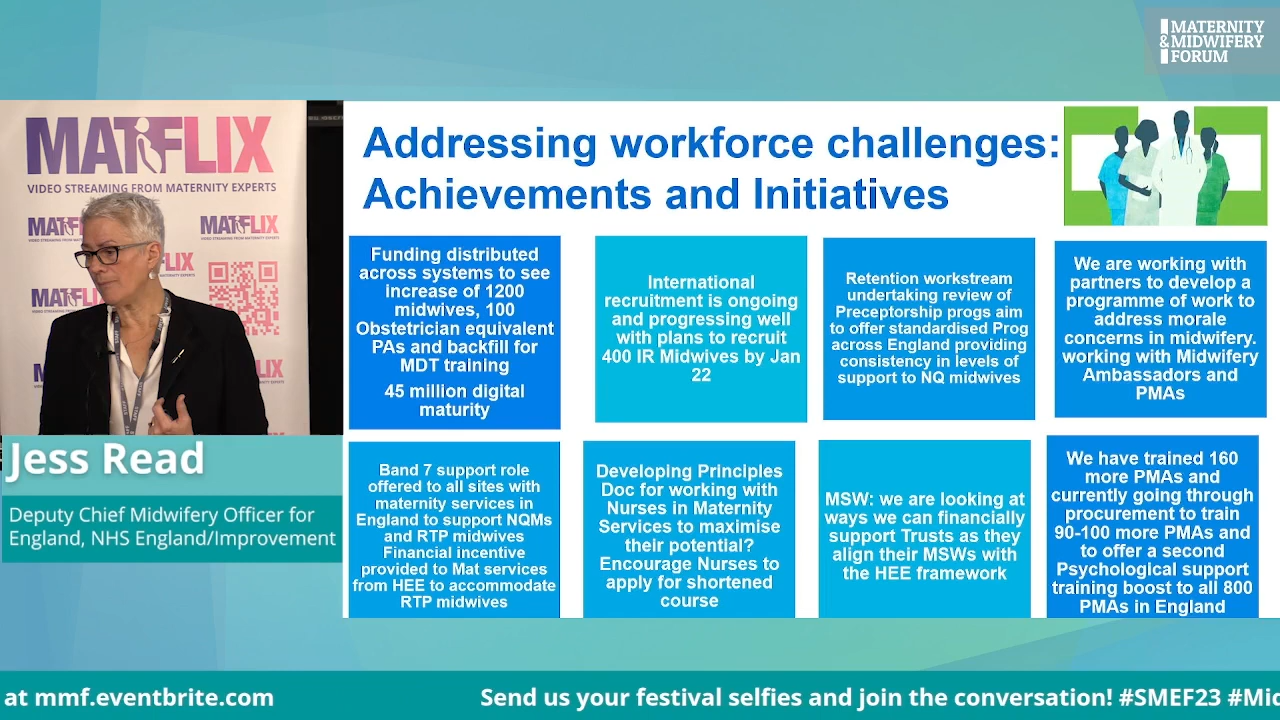 MATERNITY
&MIDWIFERY
FORUM
MATFLIX
VIDEO STREAMING FROM MATERNITY EXPERTS
MATFLIX
Jess Read
Deputy Chief Midwifery Officer for
England, NHS England/Improvement
Addressing workforce challenges:
Achievements and Initiatives
Funding distributed
across systems to see
increase of 1200
midwives, 100
Obstetrician equivalent
PAs and backfill for
MDT training
45 million digital
maturity
International
recruitment is ongoing
and progressing well
with plans to recruit
400 IR Midwives by Jan
22
Retention workstream
undertaking review of
Preceptorship progs aim
to offer standardised Prog
across England providing
consistency in levels of
support to NQ midwives
We are working with
partners to develop a
programme of work to
address morale
concerns in midwifery.
working with Midwifery
Ambassadors and
PMAs
Band 7 support role
offered to all sites with
maternity services in
England to support NQMs
and RTP midwives
Financial incentive
provided to Mat services
from HEE to accommodate
RTP midwives
Developing Principles
Doc for working with
Nurses in Maternity
Services to maximise
their potential?
Encourage Nurses to
apply for shortened
course
MSW: we are looking at
ways we can financially
support Trusts as they
align their MSWs with
the HEE framework
We have trained 160
more PMAs and
currently going through
procurement to train
90-100 more PMAs and
to offer a second
Psychological support
training boost to all 800
PMAs in England
at mmf.eventbrite.com
Send us your festival selfies and join the conversation! #SMEF23 #Mid